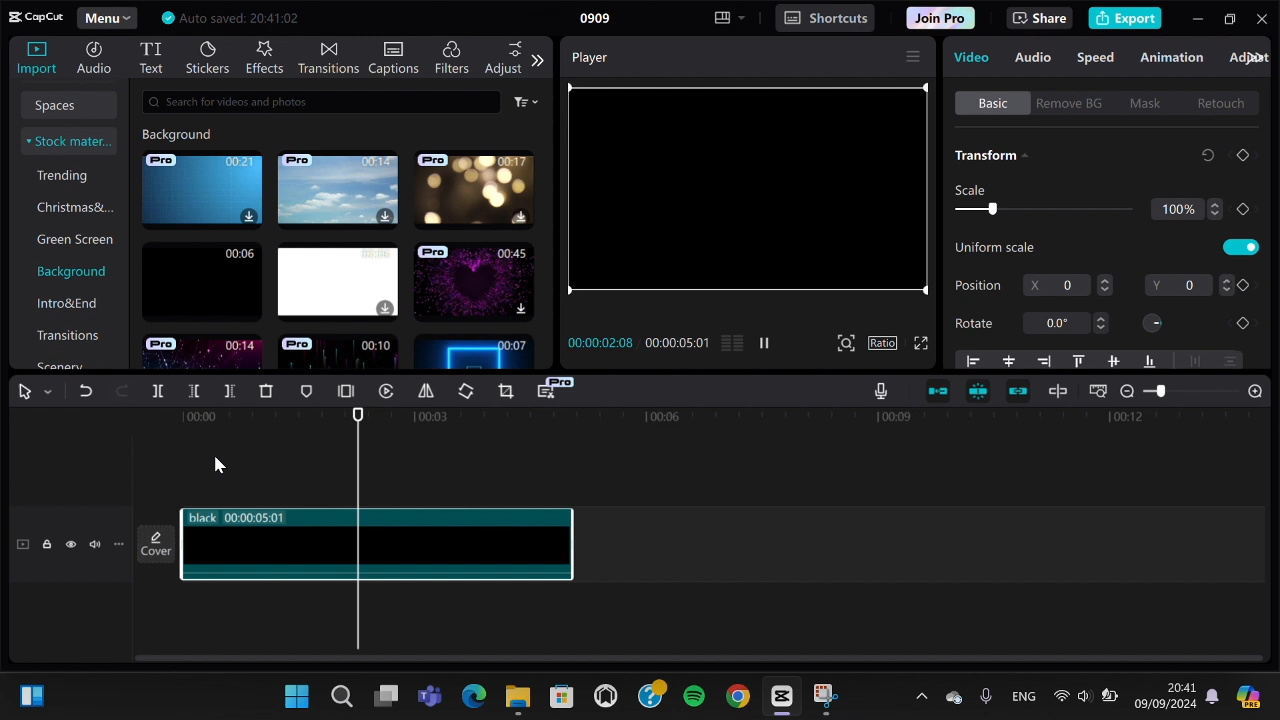 CapCut Menu Auto saved: 20:41:02 0909 Shortcuts Join Pro Share Export
Import Audio Text Stickers Effects Transitions Captions Filters Adjust
Player
Video Audio Speed Animation
Spaces
Search for videos and photos
Basic Remove BG Mask Retouch
Stock mater...
Background
Trending
Pro 00:21 Pro 00:14 Pro 00:17
Transform
Christmas&...
Scale
100%
Green Screen
00:06 00:06 Pro 00:45
Uniform scale
Background
Position X 0 Y 0
Intro&End
Rotate 0.0°
Transitions
Pro 00:14 Pro 00:10 00:07
00:00:02:08 00:00:05:01 Ratio
Scenery
Pro
00:00 00:03 00:06 00:09 00:12
black 00:00:05:01
Cover
ENG 20:41
09/09/2024
PRE